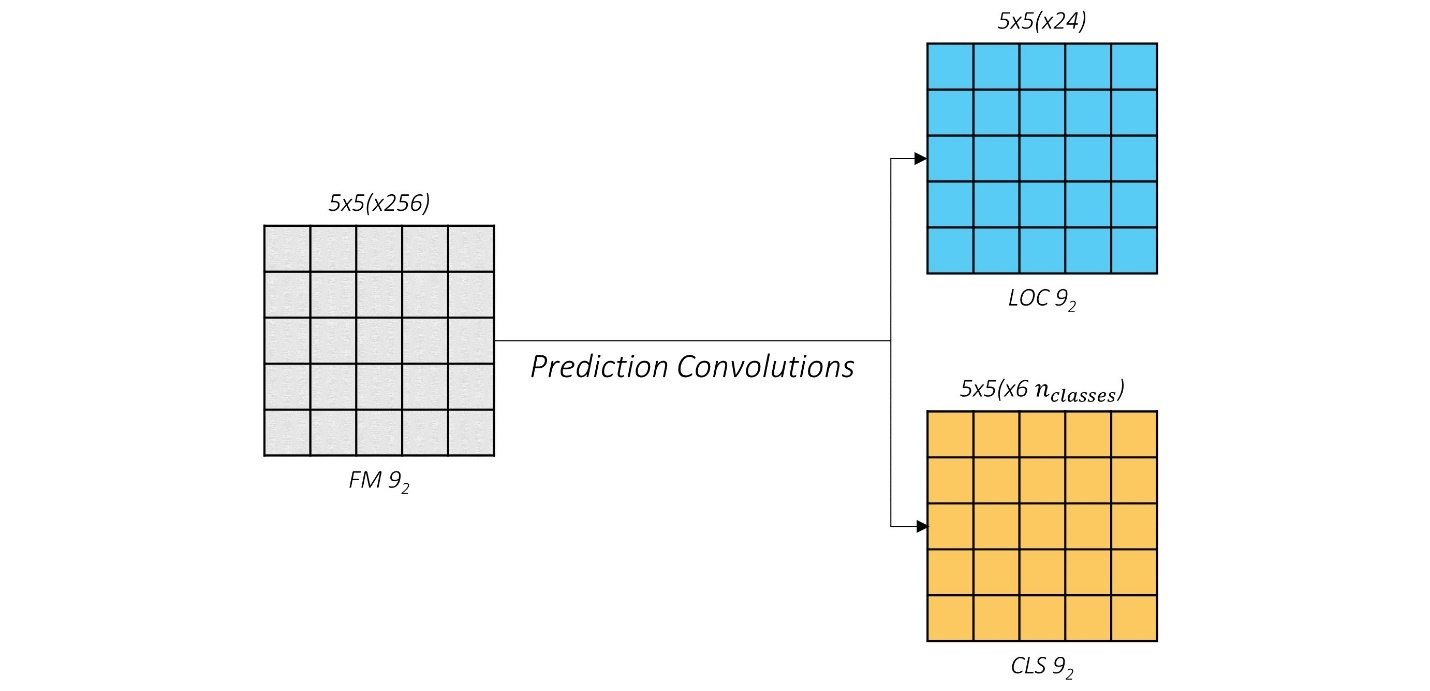 5x5(x24)
LOC 9₂
5x5(x256)
FM 9₂
Prediction Convolutions
5x5(x6 n_classes)
CLS 9₂